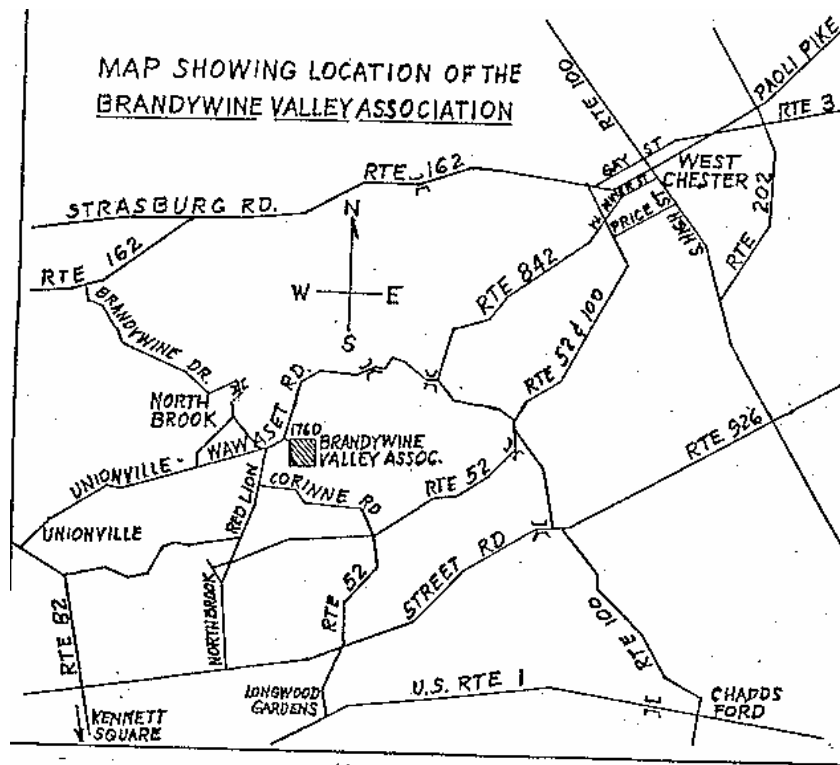 MAP SHOWING LOCATION OF THE
BRANDYWINE VALLEY ASSOCIATION
RTE 100
PAOLI PIKE
RTE 3
GAY ST
RTE 162
WEST
CHESTER
W. MINER ST.
PRICE ST
S. HIGH
RTE 202
STRASBURG RD.
N
RTE 162
RTE 842
W E
S
BRANDYWINE DR.
RTE 52 & 100
NORTH
BROOK
UNIONVILLE - WAWASET RD.
1760
BRANDYWINE
VALLEY ASSOC.
RTE 926
RTE 52
CORINNE RD
RED LION
UNIONVILLE
STREET RD
NORTHBROOK
RTE 52
RTE 82
RTE 100
LONGWOOD
GARDENS
U.S. RTE 1
CHADDS
FORD
KENNETT
SQUARE